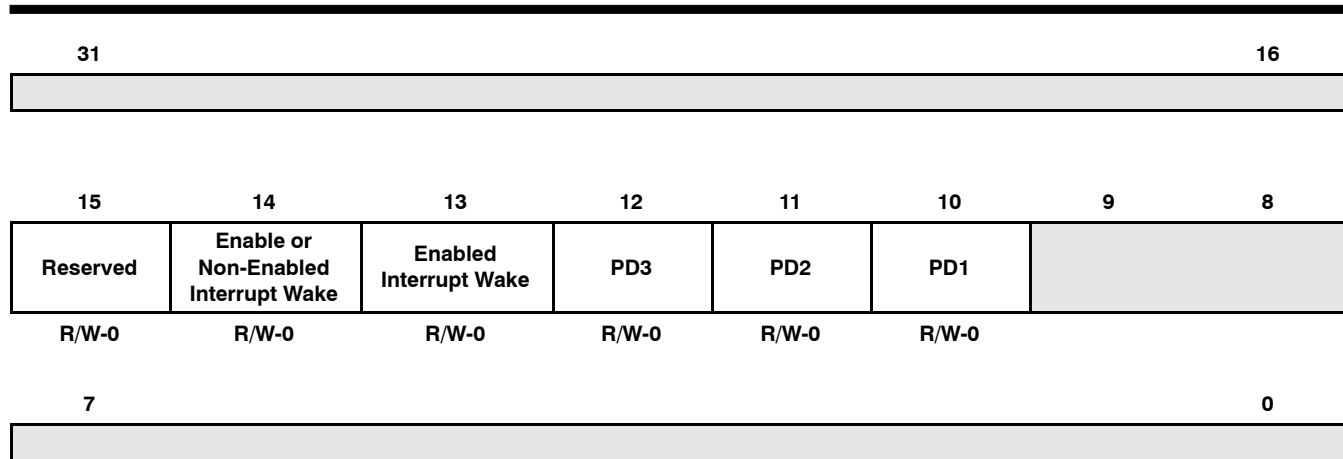 31 16
15 14 13 12 11 10 9 8
Reserved
Enable or
Non-Enabled
Interrupt Wake
Enabled
Interrupt Wake
PD3
PD2
PD1
R/W-0 R/W-0 R/W-0 R/W-0 R/W-0 R/W-0
7 0